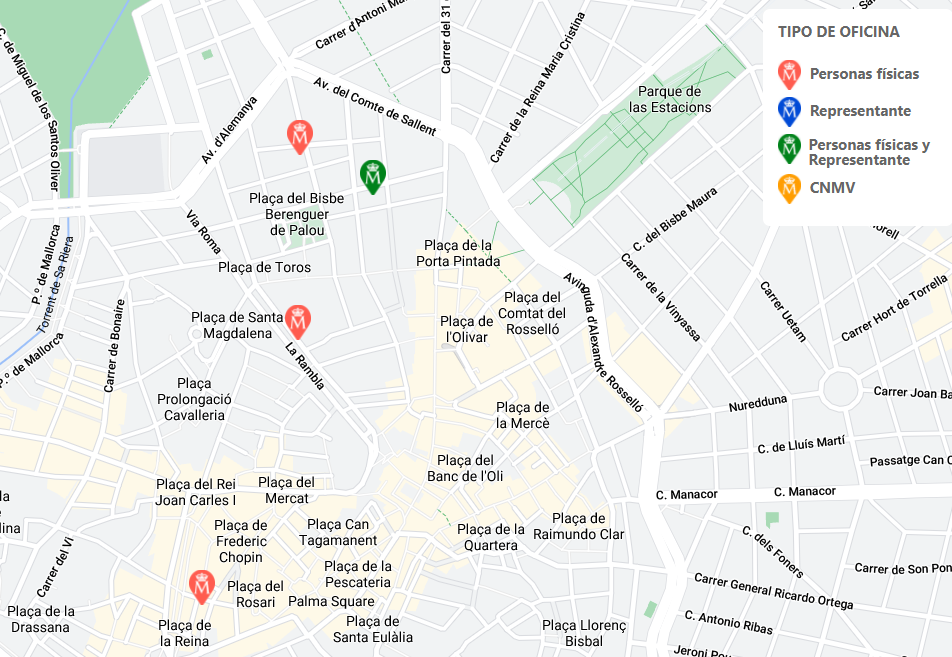 Carrer d'Antoni Ma
Carrer del 31 d
TIPO DE OFICINA
Personas físicas
Representante
Personas físicas y
Representante
CNMV
C. de Miguel de los Santos Oliver
Av. del Comte de Sallent
Carrer de la Reina Maria Cristina
Parque de
las Estacions
Av. d'Alemanya
Plaça del Bisbe
Berenguer
de Palou
Via Roma
Plaça de Toros
Plaça de la
Porta Pintada
C. del Bisbe Maura
orell
P.º de Mallorca
Torrent de Sa Riera
P.º de Mallorca
Carrer de Bonaire
Plaça de Santa
Magdalena
La Rambla
Plaça de
l'Olivar
Plaça del
Comtat del
Rosselló
Avinguda d'Alexandre Rosselló
Carrer de la Vinyassa
Carrer Uetam
Carrer Hort de Torrella
Plaça
Prolongació
Cavalleria
Plaça de
la Mercè
Nuredduna
Carrer Joan Ba
C. de Lluís Martí
Passatge Can C
Plaça del
Banc de l'Oli
Plaça del Rei
Joan Carles I
Plaça del
Mercat
C. Manacor
C. Manacor
la
lina
Carrer del Vi
Plaça de
Frederic
Chopin
Plaça Can
Tagamanent
Plaça de la
Quartera
Plaça de
Raimundo Clar
C. dels Foners
Carrer de Son Pon
Plaça de la
Pescateria
Plaça del
Rosari
Palma Square
Carrer General Ricardo Ortega
Plaça de la
Drassana
Plaça de
la Reina
Plaça de
Santa Eulàlia
Plaça Llorenç
Bisbal
C. Antonio Ribas
Jeroni Pou